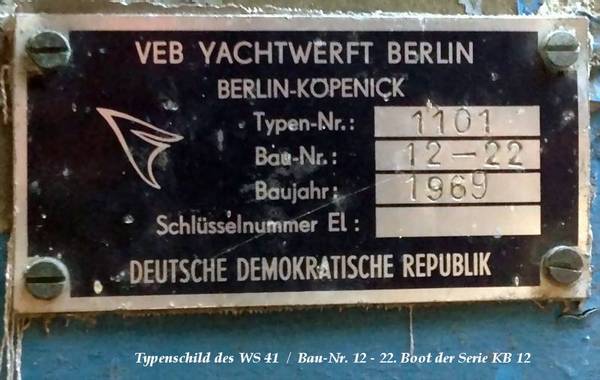 VEB YACHTWERFT BERLIN
BERLIN-KÖPENICK
Typen-Nr.: 1101
Bau-Nr.: 12-22
Baujahr: 1969
Schlüsselnummer El:
DEUTSCHE DEMOKRATISCHE REPUBLIK
Typenschild des WS 41 / Bau-Nr. 12 - 22. Boot der Serie KB 12